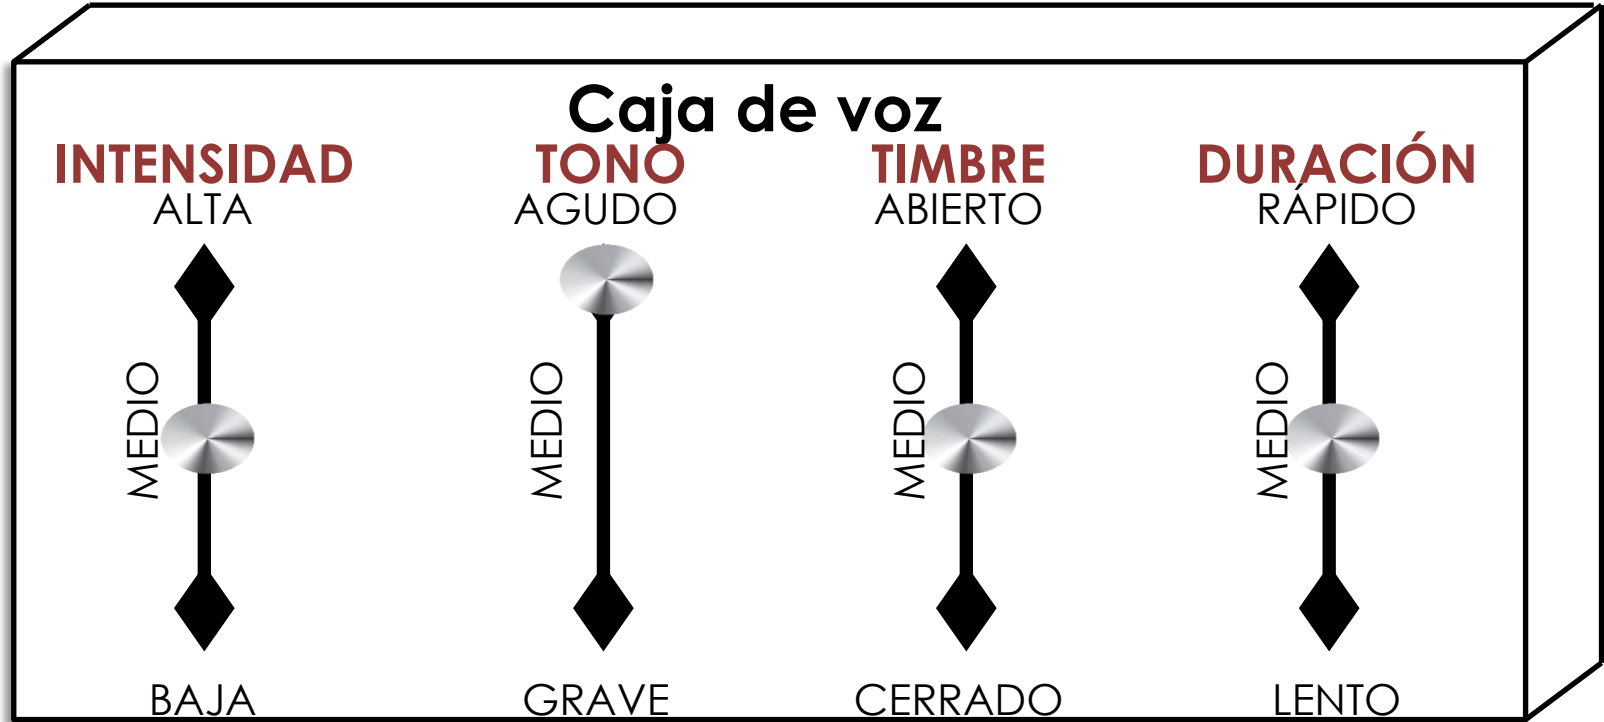 Caja de voz
INTENSIDAD TONO TIMBRE DURACIÓN
ALTA AGUDO ABIERTO RÁPIDO
MEDIO MEDIO MEDIO MEDIO
BAJA GRAVE CERRADO LENTO